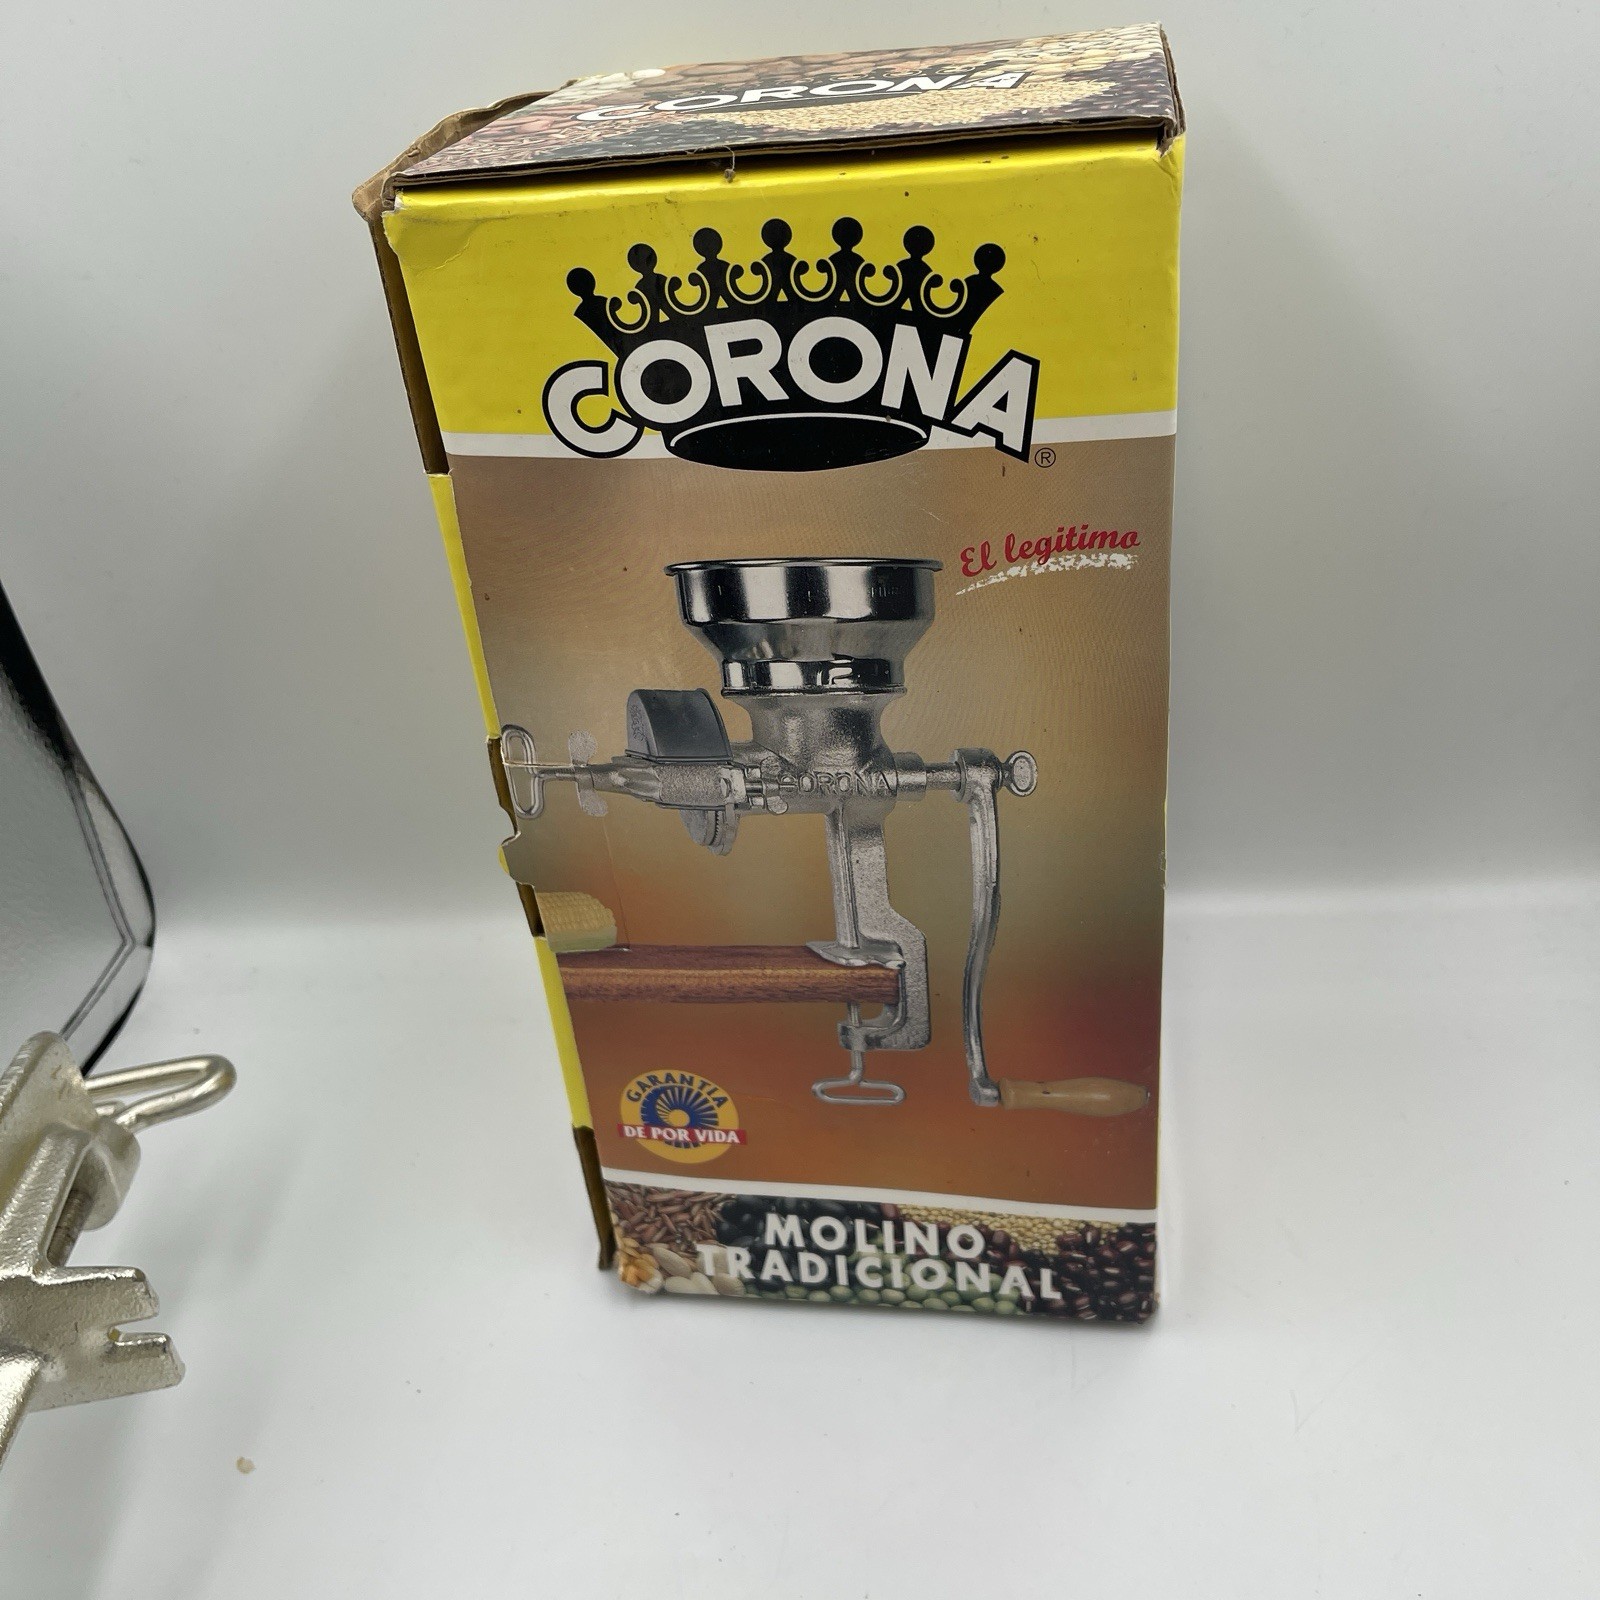 CORONA
CORONA®
El legitimo
CORONA
GARANTIA
DE POR VIDA
MOLINO
TRADICIONAL